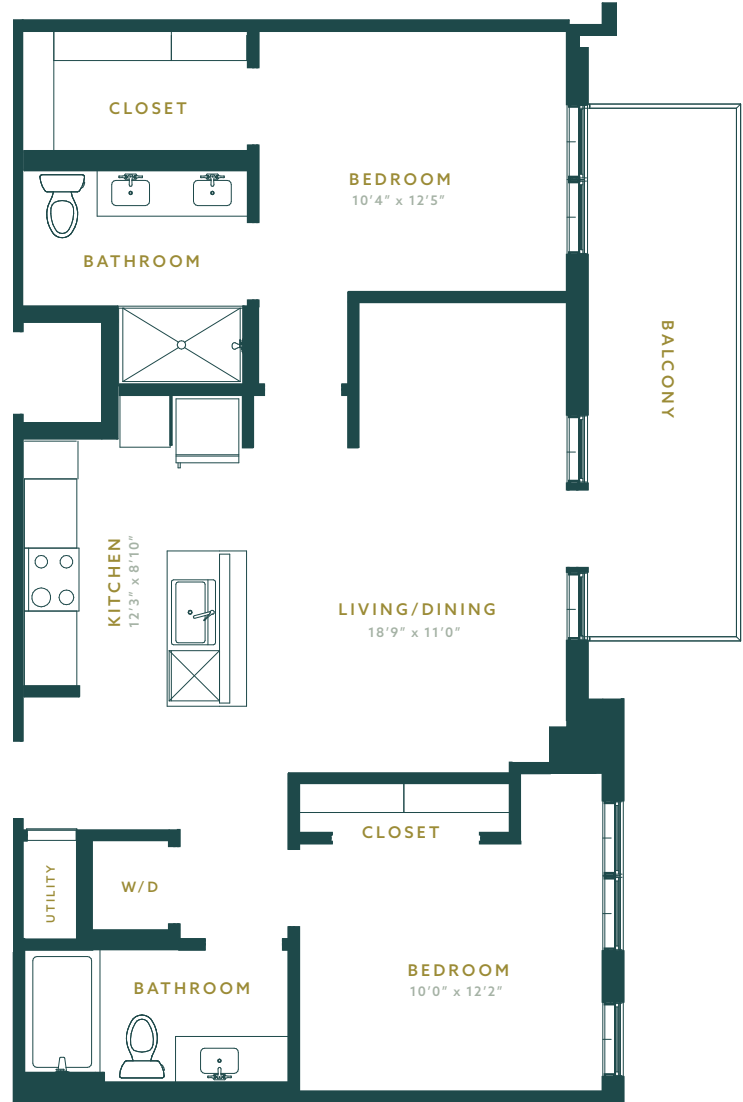 CLOSET
BEDROOM
10’4” x 12’5”
BATHROOM
BALCONY
KITCHEN
12’3” x 8’10”
LIVING/DINING
18’9” x 11’0”
CLOSET
UTILITY
W/D
BEDROOM
10’0” x 12’2”
BATHROOM